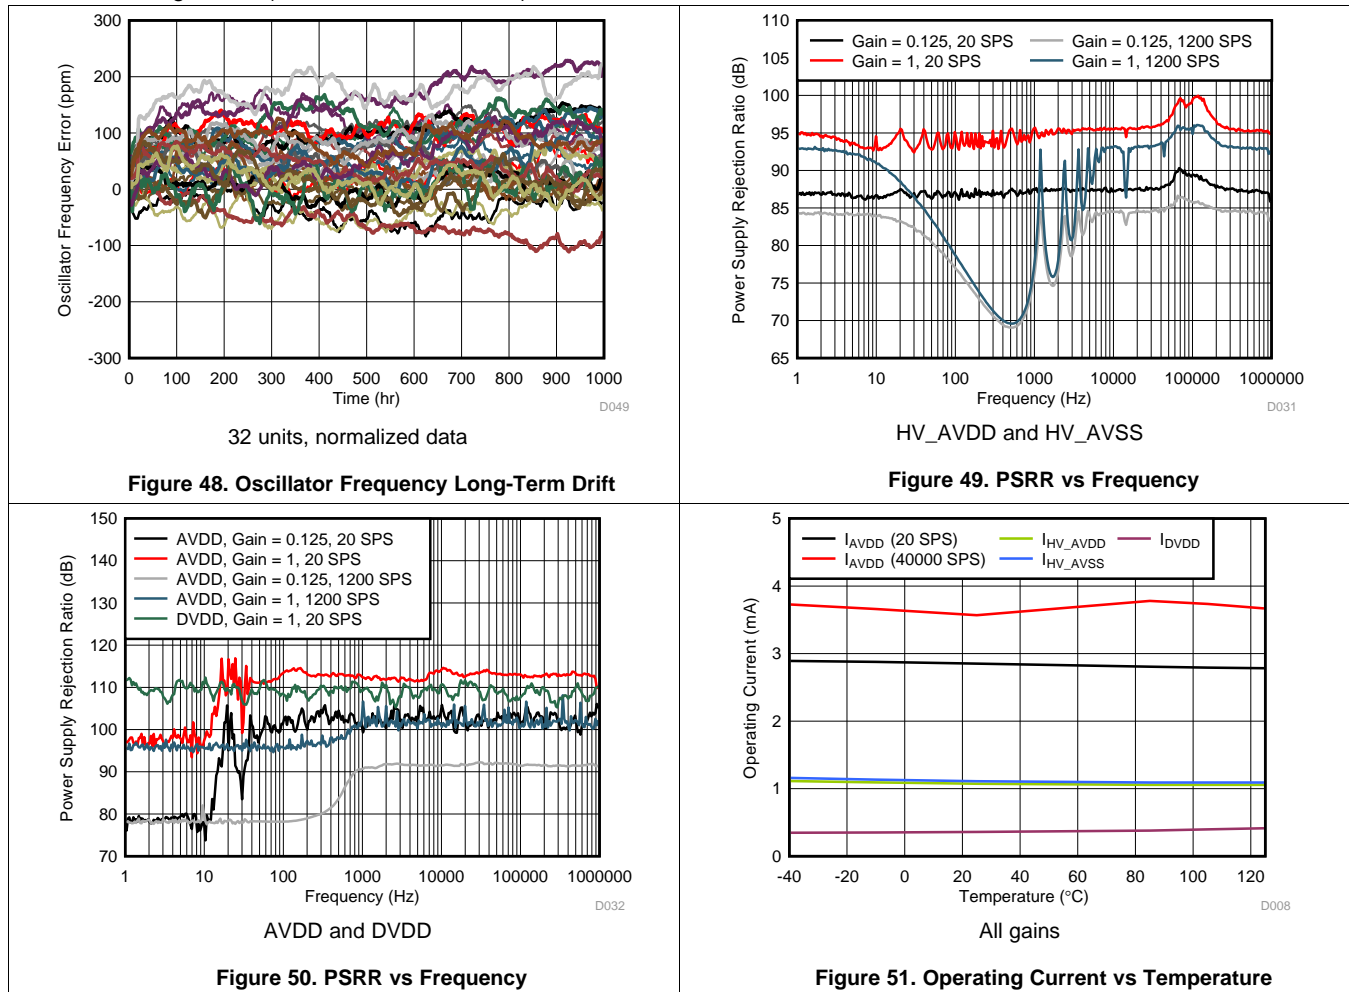 300
200
100
0
-100
-200
-300
0 100 200 300 400 500 600 700 800 900 1000
Time (hr)
Oscillator Frequency Error (ppm)
D049
32 units, normalized data
Figure 48. Oscillator Frequency Long-Term Drift
110
105
100
95
90
85
80
75
70
65
1 10 100 1000 10000 100000 1000000
Frequency (Hz)
Power Supply Rejection Ratio (dB)
Gain = 0.125, 20 SPS
Gain = 1, 20 SPS
Gain = 0.125, 1200 SPS
Gain = 1, 1200 SPS
D031
HV_AVDD and HV_AVSS
Figure 49. PSRR vs Frequency
150
140
130
120
110
100
90
80
70
1 10 100 1000 10000 100000 1000000
Frequency (Hz)
Power Supply Rejection Ratio (dB)
AVDD, Gain = 0.125, 20 SPS
AVDD, Gain = 1, 20 SPS
AVDD, Gain = 0.125, 1200 SPS
AVDD, Gain = 1, 1200 SPS
DVDD, Gain = 1, 20 SPS
D032
AVDD and DVDD
Figure 50. PSRR vs Frequency
5
4
3
2
1
0
-40 -20 0 20 40 60 80 100 120
Temperature (°C)
Operating Current (mA)
IAVDD (20 SPS)
IAVDD (40000 SPS)
IHV_AVDD
IHV_AVSS
IDVDD
D008
All gains
Figure 51. Operating Current vs Temperature